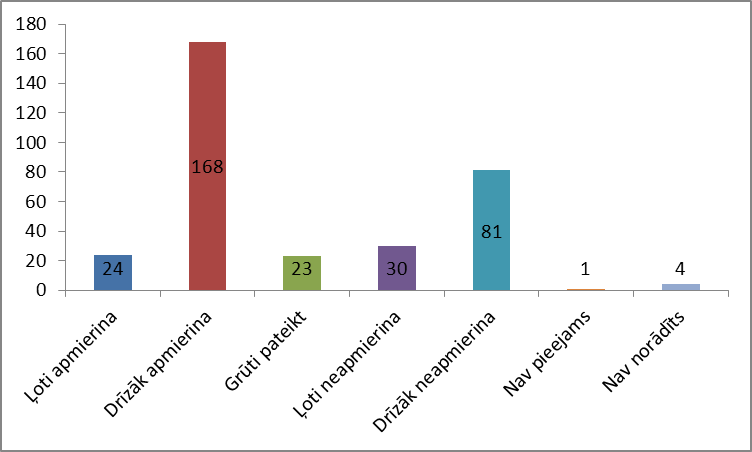 180
160
140
120
100
80
60
40
20
0
24
168
23
30
81
1
4
Ļoti apmierina
Drīzāk apmierina
Grūti pateikt
Ļoti neapmierina
Drīzāk neapmierina
Nav pieejams
Nav norādīts